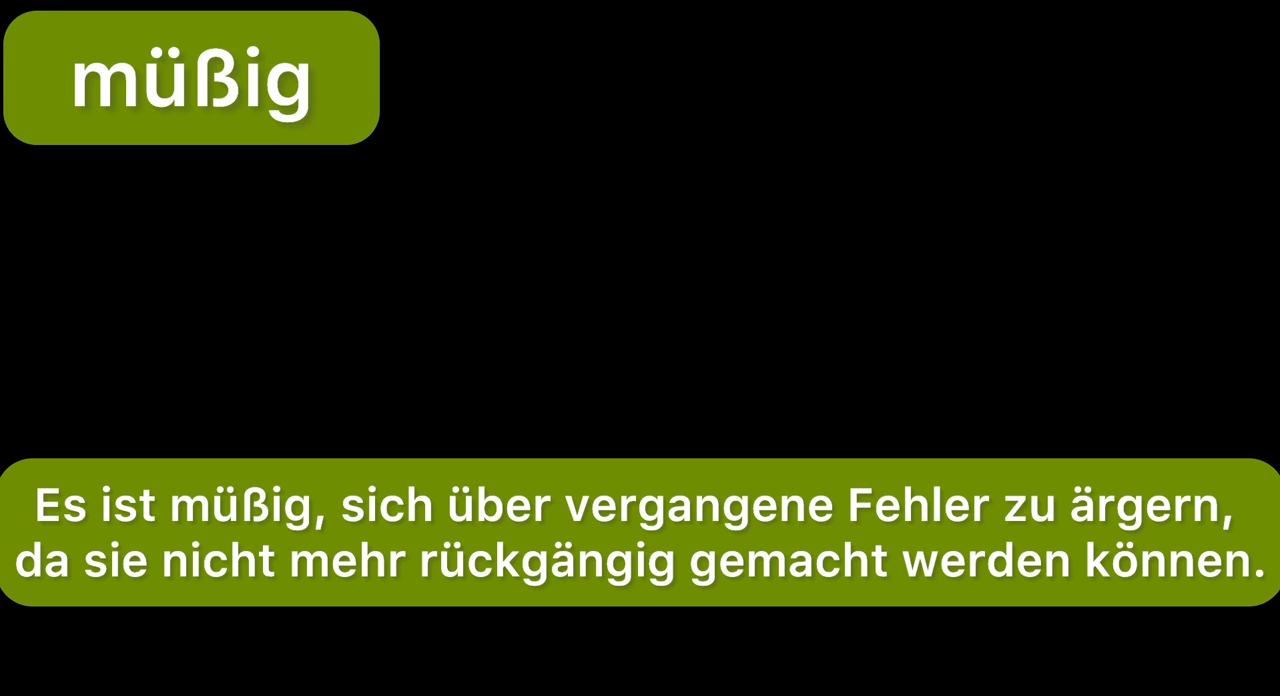 müßig
Es ist müßig, sich über vergangene Fehler zu ärgern,
da sie nicht mehr rückgängig gemacht werden können.